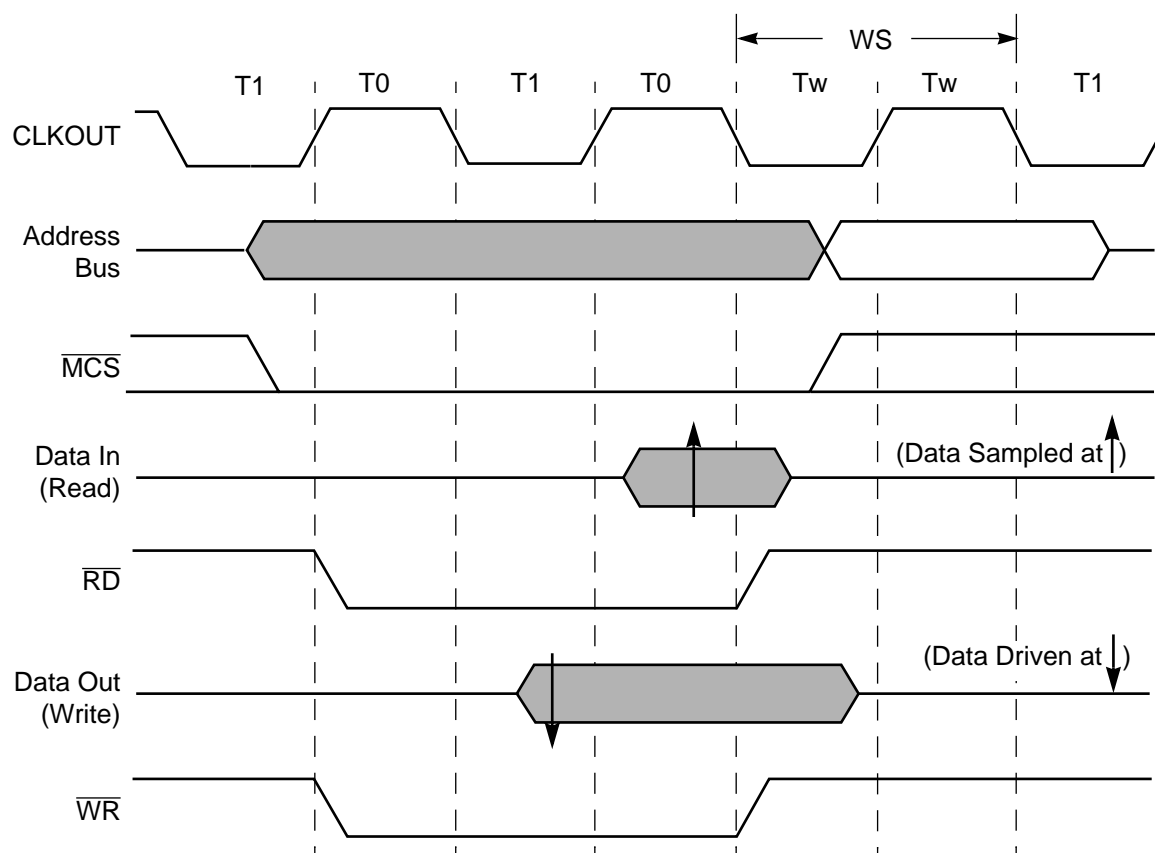 WS
T1 T0 T1 T0 Tw Tw T1
CLKOUT
Address
Bus
MCS
Data In
(Read)
(Data Sampled at )
RD
Data Out
(Write)
(Data Driven at )
WR